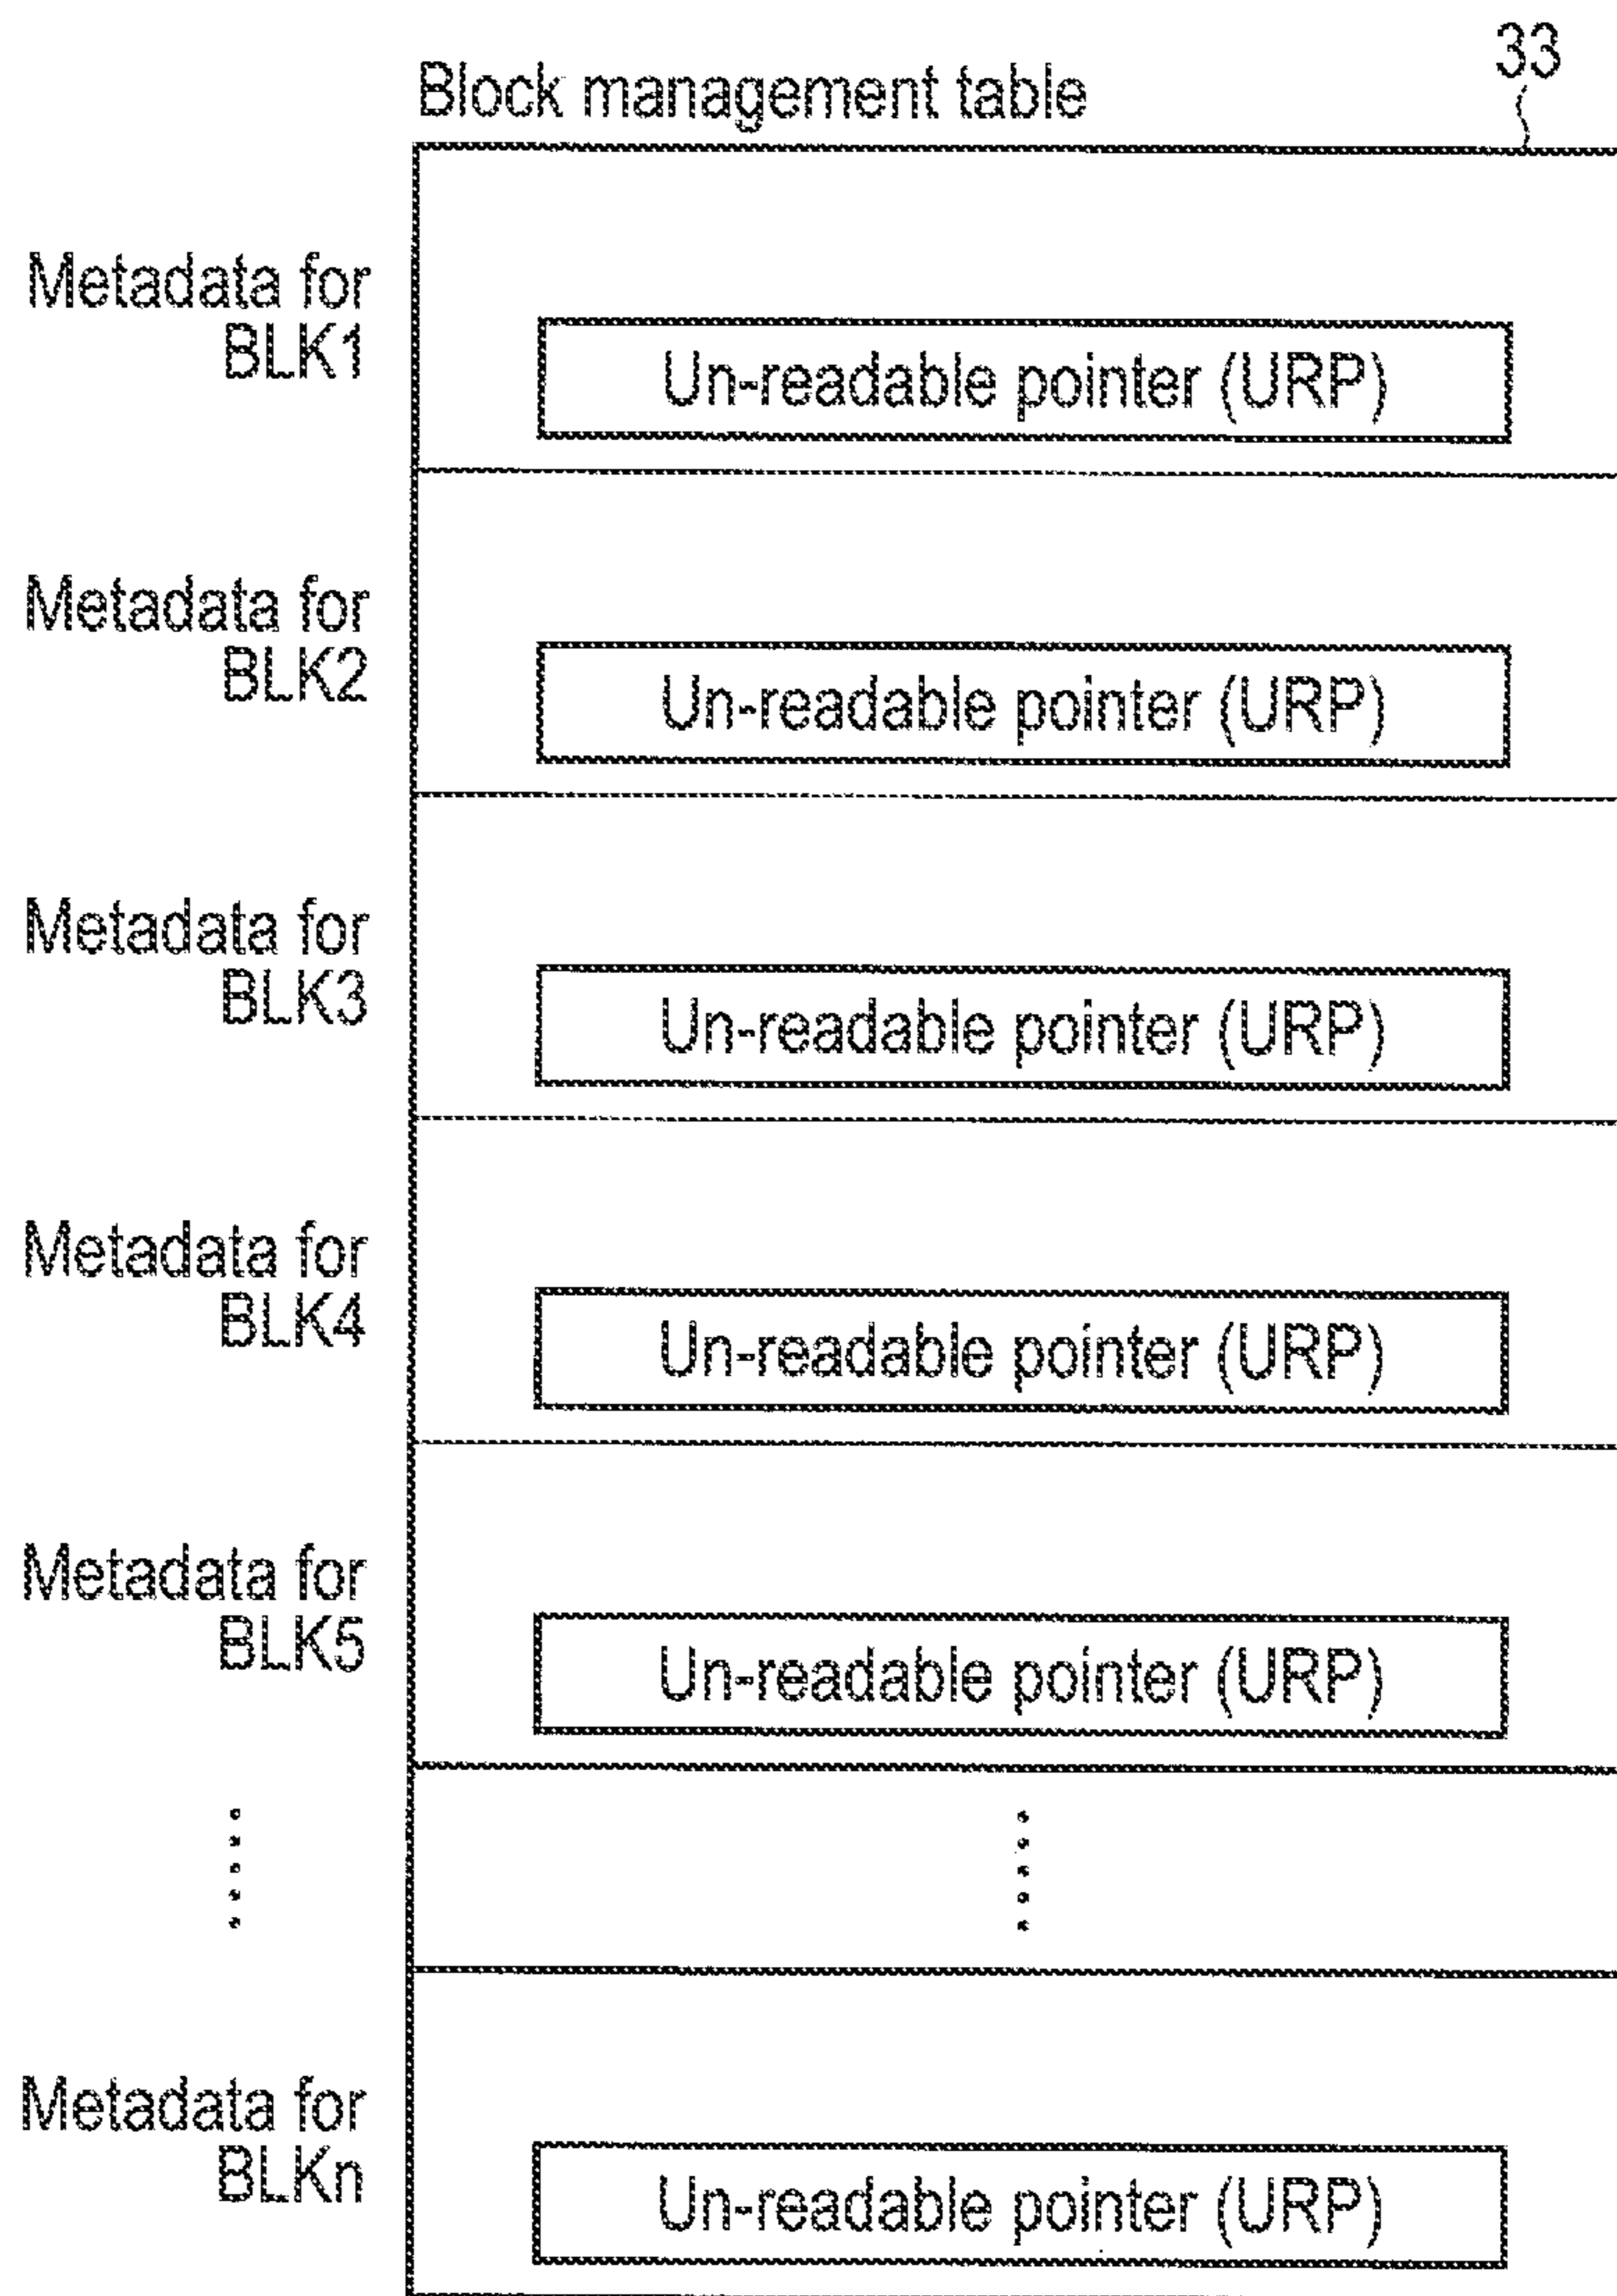 33
Block management table
Metadata for
BLK1
Un-readable pointer (URP)
Metadata for
BLK2
Un-readable pointer (URP)
Metadata for
BLK3
Un-readable pointer (URP)
Metadata for
BLK4
Un-readable pointer (URP)
Metadata for
BLK5
Un-readable pointer (URP)
Metadata for
BLKn
Un-readable pointer (URP)